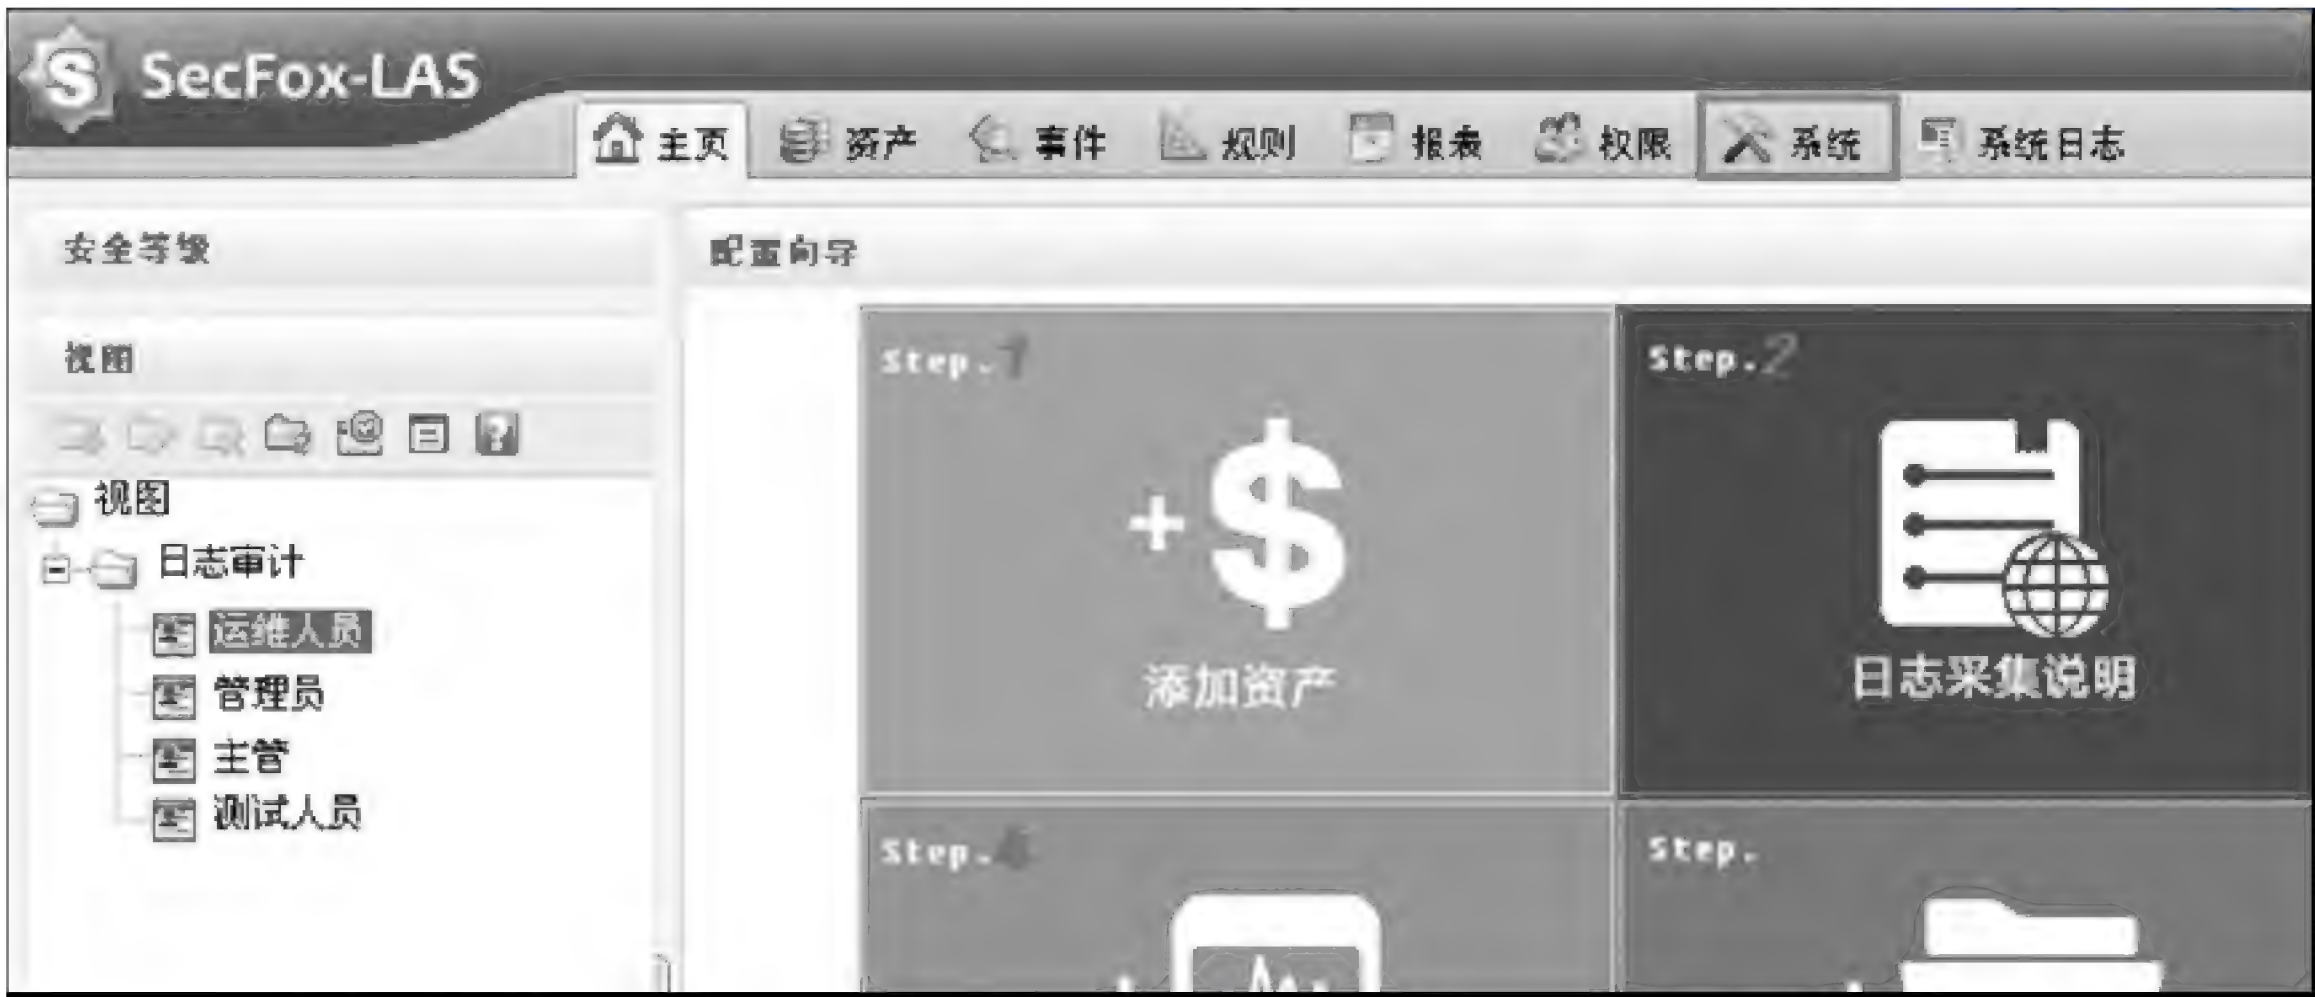 SecFox-LAS
主页 资产 事件 规则 报表 权限 系统 系统日志
安全等级
配置向导
视图
视图
日志审计
运维人员
管理员
主管
测试人员
Step.1
添加资产
Step.2
日志采集说明
Step.
Step.